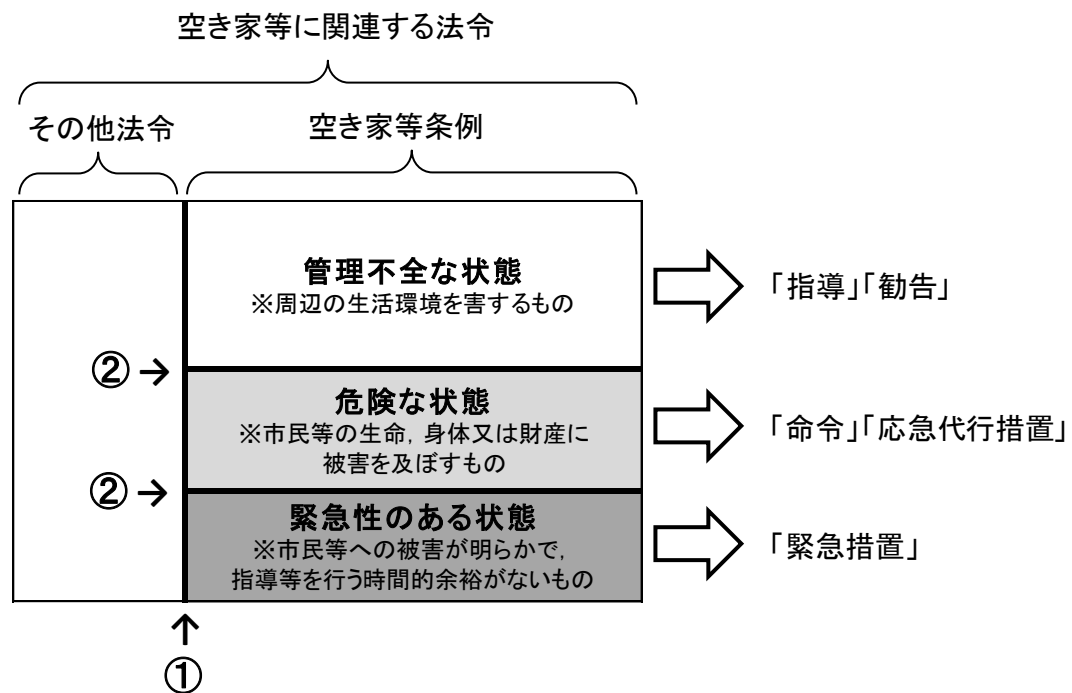 空き家等に関連する法令
その他法令
空き家等条例
管理不全な状態
※周辺の生活環境を害するもの
「指導」「勧告」
②→
危険な状態
※市民等の生命，身体又は財産に
被害を及ぼすもの
「命令」「応急代行措置」
②→
緊急性のある状態
※市民等への被害が明らかで，
指導等を行う時間的余裕がないもの
「緊急措置」
↑
①